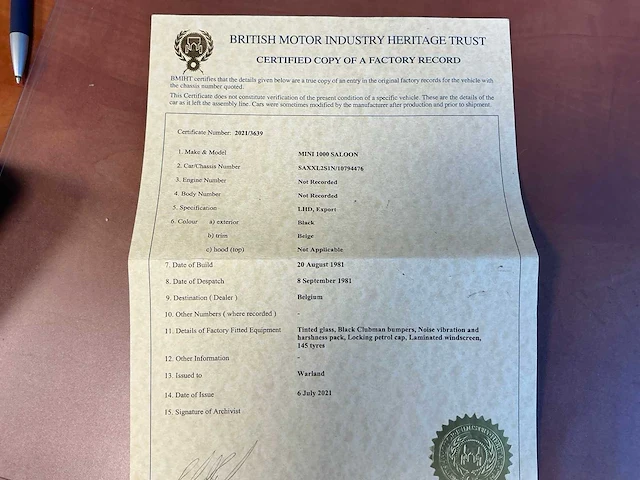 BRITISH MOTOR INDUSTRY HERITAGE TRUST
CERTIFIED COPY OF A FACTORY RECORD
BMIHT certifies that the details given below are a true copy of an entry in the original factory records for the vehicle with
the chassis number quoted.
This Certificate does not constitute verification of the present condition of a specific vehicle. These are the details of the
car as it left the assembly line. Cars were sometimes modified by the manufacturer after production and prior to shipment.
Certificate Number: 2021/3639
1. Make & Model MINI 1000 SALOON
2. Car/Chassis Number SAXXL2S1N/10794476
3. Engine Number Not Recorded
4. Body Number Not Recorded
5. Specification LHD, Export
6. Colour a) exterior Black
b) trim Beige
c) hood (top) Not Applicable
7. Date of Build 20 August 1981
8. Date of Despatch 8 September 1981
9. Destination ( Dealer ) Belgium
10. Other Numbers ( where recorded ) -
11. Details of Factory Fitted Equipment Tinted glass, Black Clubman bumpers, Noise vibration and
harshness pack, Locking petrol cap, Laminated windscreen,
145 tyres
12. Other Information -
13. Issued to Warland
14. Date of Issue 6 July 2021
15. Signature of Archivist